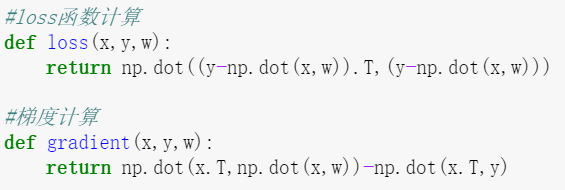 #loss函数计算
def loss(x,y,w):
    return np.dot((y-np.dot(x,w)).T,(y-np.dot(x,w)))
#梯度计算
def gradient(x,y,w):
    return np.dot(x.T,np.dot(x,w))-np.dot(x.T,y)